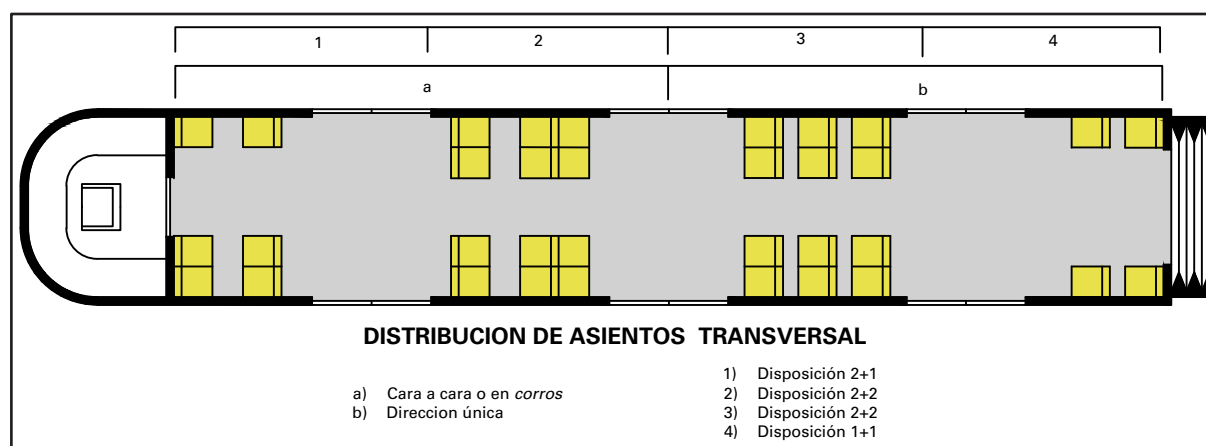 1 2 3 4
a b
DISTRIBUCION DE ASIENTOS TRANSVERSAL
a) Cara a cara o en corros
b) Direccion única
1) Disposición 2+1
2) Disposición 2+2
3) Disposición 2+2
4) Disposición 1+1